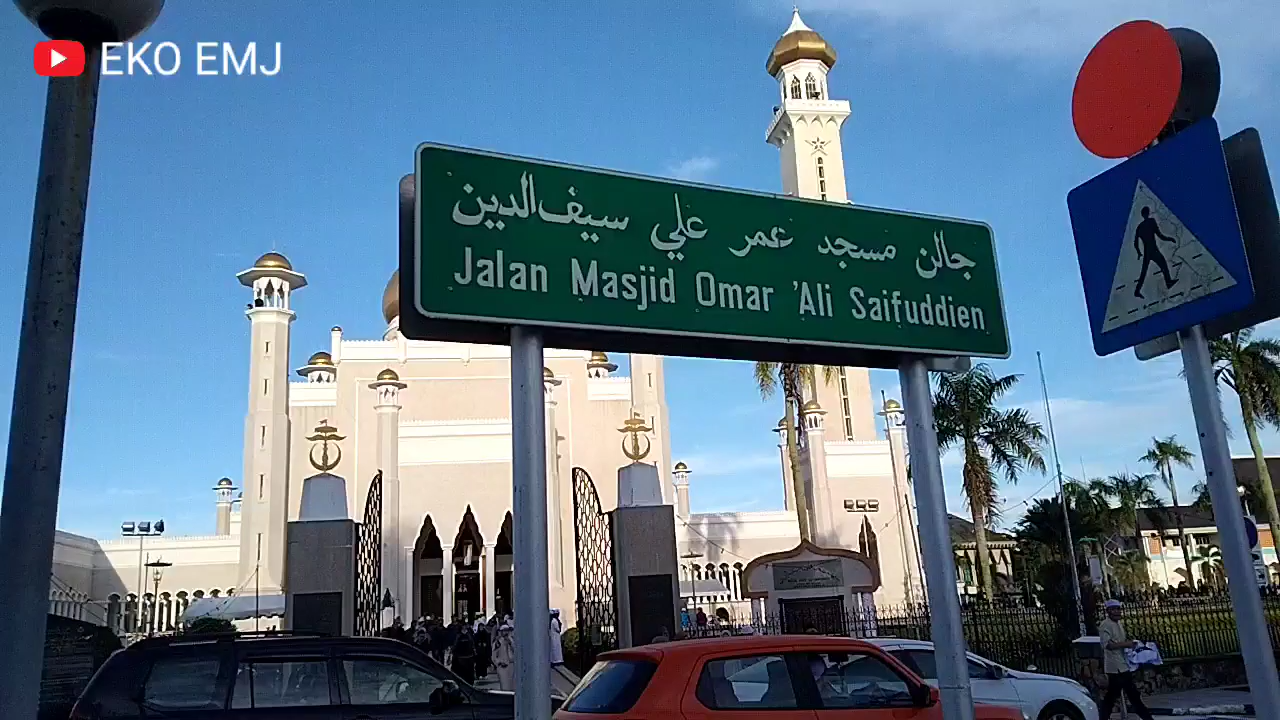 EKO EMJ
جالن مسجد عمر علي سيف الدين
Jalan Masjid Omar 'Ali Saifuddien